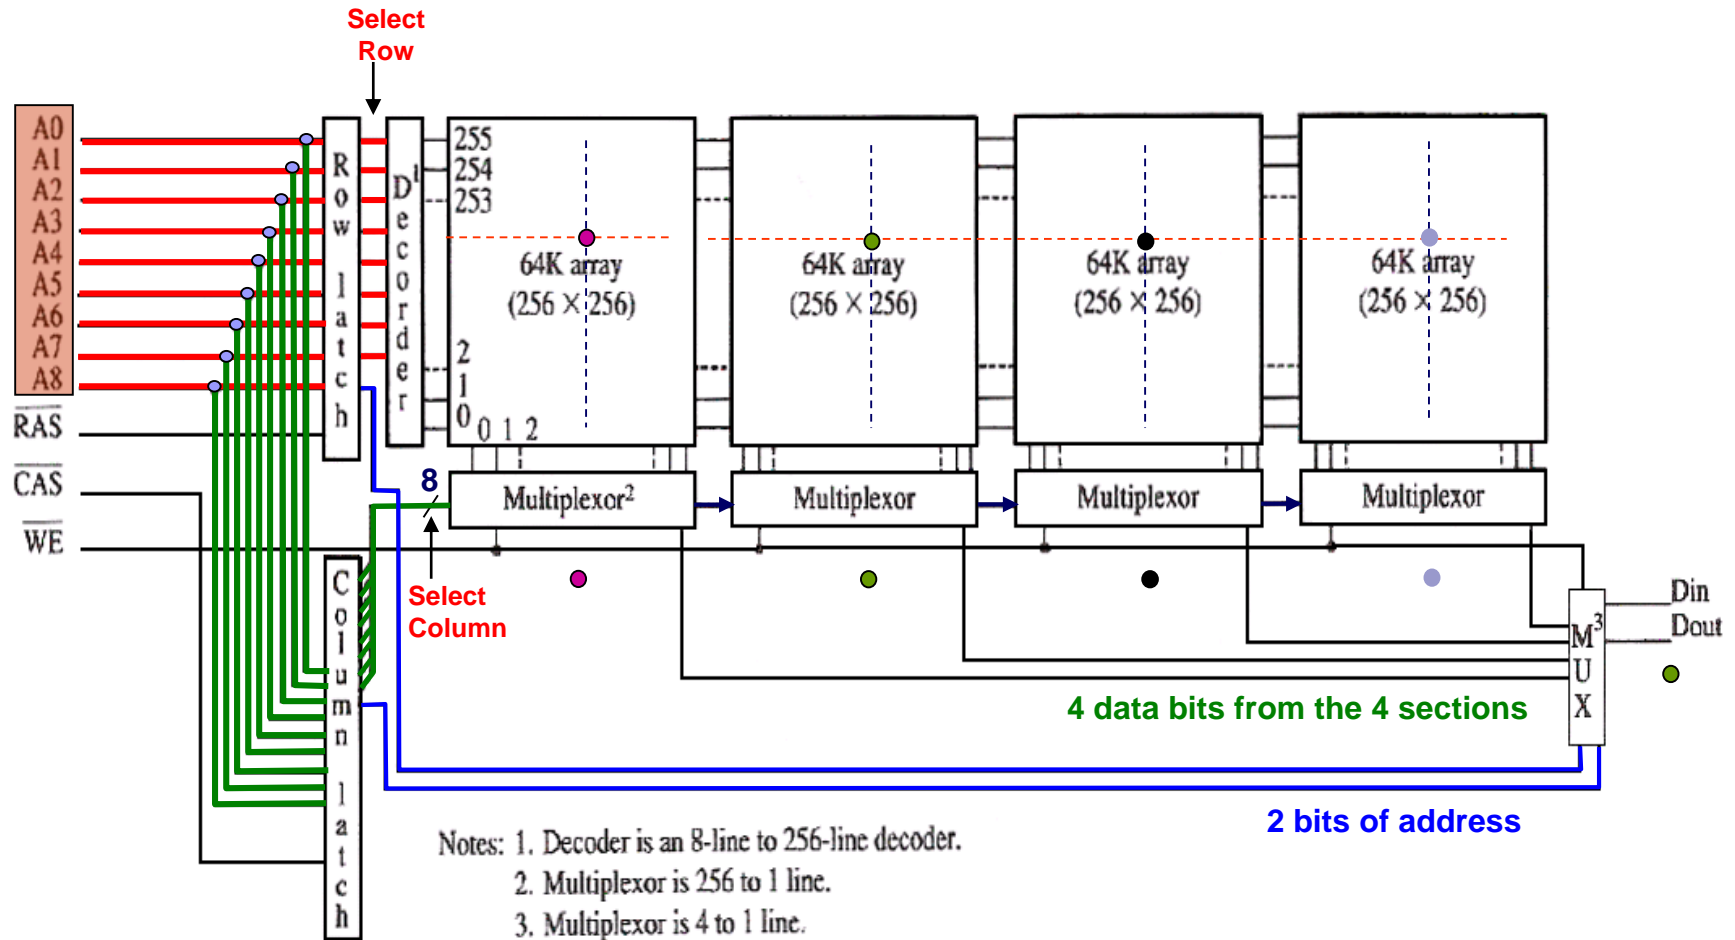 Select
Row
A0
A1
A2
A3
A4
A5
A6
A7
A8
RAS
CAS
WE
Row latch
Decorder1
255
254
253
2
1
0
0 1 2
64K array
(256 × 256)
64K array
(256 × 256)
64K array
(256 × 256)
64K array
(256 × 256)
8
Multiplexor2
Multiplexor
Multiplexor
Multiplexor
Select
Column
Column latch
Din
Dout
M3
U
X
4 data bits from the 4 sections
2 bits of address
Notes: 1. Decoder is an 8-line to 256-line decoder.
2. Multiplexor is 256 to 1 line.
3. Multiplexor is 4 to 1 line.